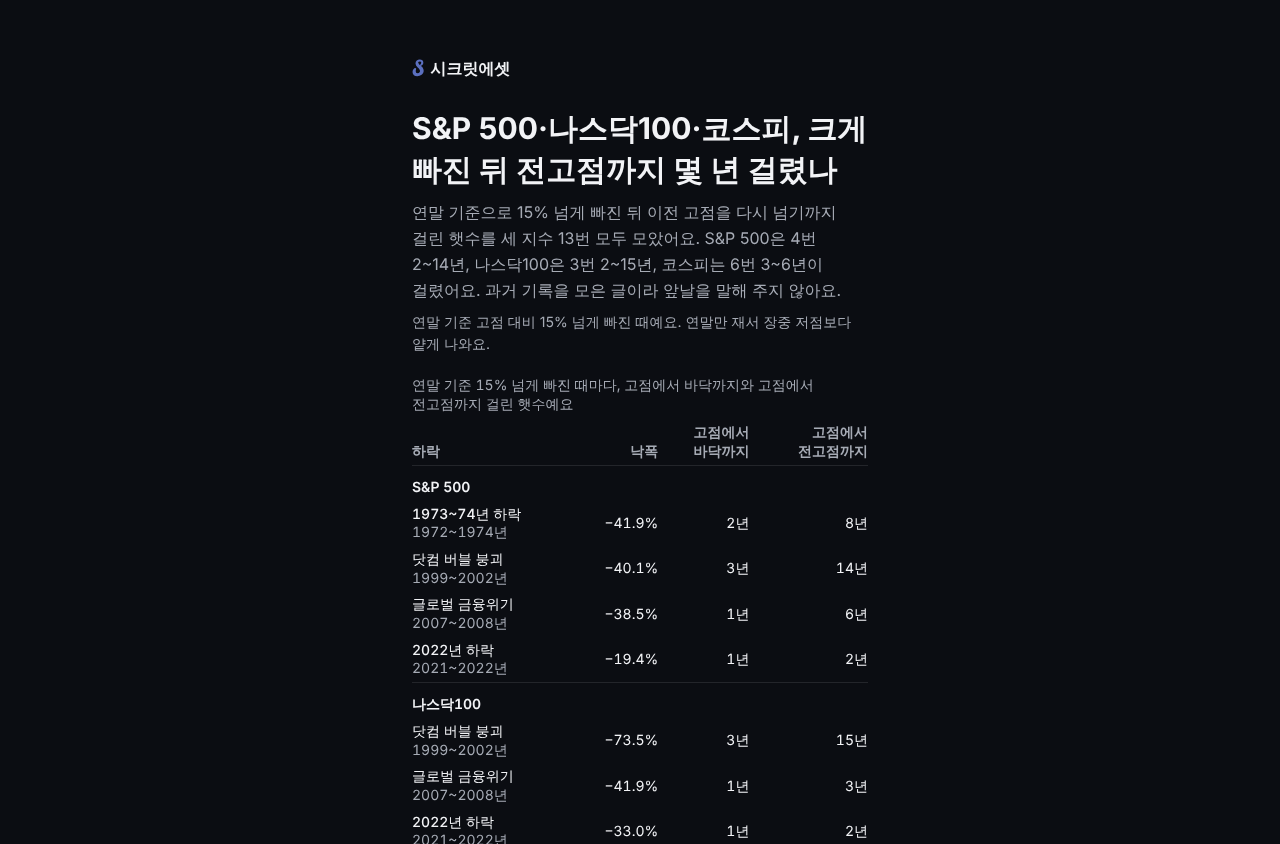 시크릿에셋
S&P 500·나스닥100·코스피, 크게
빠진 뒤 전고점까지 몇 년 걸렸나
연말 기준으로 15% 넘게 빠진 뒤 이전 고점을 다시 넘기까지
걸린 햇수를 세 지수 13번 모두 모았어요. S&P 500은 4번
2~14년, 나스닥100은 3번 2~15년, 코스피는 6번 3~6년이
걸렸어요. 과거 기록을 모은 글이라 앞날을 말해 주지 않아요.
연말 기준 고점 대비 15% 넘게 빠진 때예요. 연말만 재서 장중 저점보다
얕게 나와요.
연말 기준 15% 넘게 빠진 때마다, 고점에서 바닥까지와 고점에서
전고점까지 걸린 햇수예요
하락 낙폭 고점에서 바닥까지 고점에서 전고점까지
S&P 500
1973~74년 하락
1972~1974년
−41.9% 2년 8년
닷컴 버블 붕괴
1999~2002년
−40.1% 3년 14년
글로벌 금융위기
2007~2008년
−38.5% 1년 6년
2022년 하락
2021~2022년
−19.4% 1년 2년
나스닥100
닷컴 버블 붕괴
1999~2002년
−73.5% 3년 15년
글로벌 금융위기
2007~2008년
−41.9% 1년 3년
2022년 하락
2021~2022년
−33.0% 1년 2년